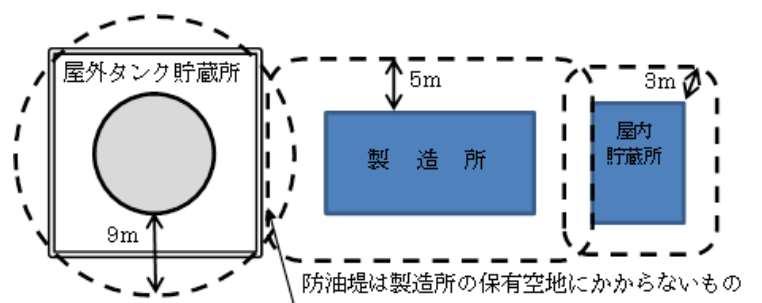 屋外タンク貯蔵所
5m
3m
製 造 所
屋内
貯蔵所
9m
防油堤は製造所の保有空地にかからないもの